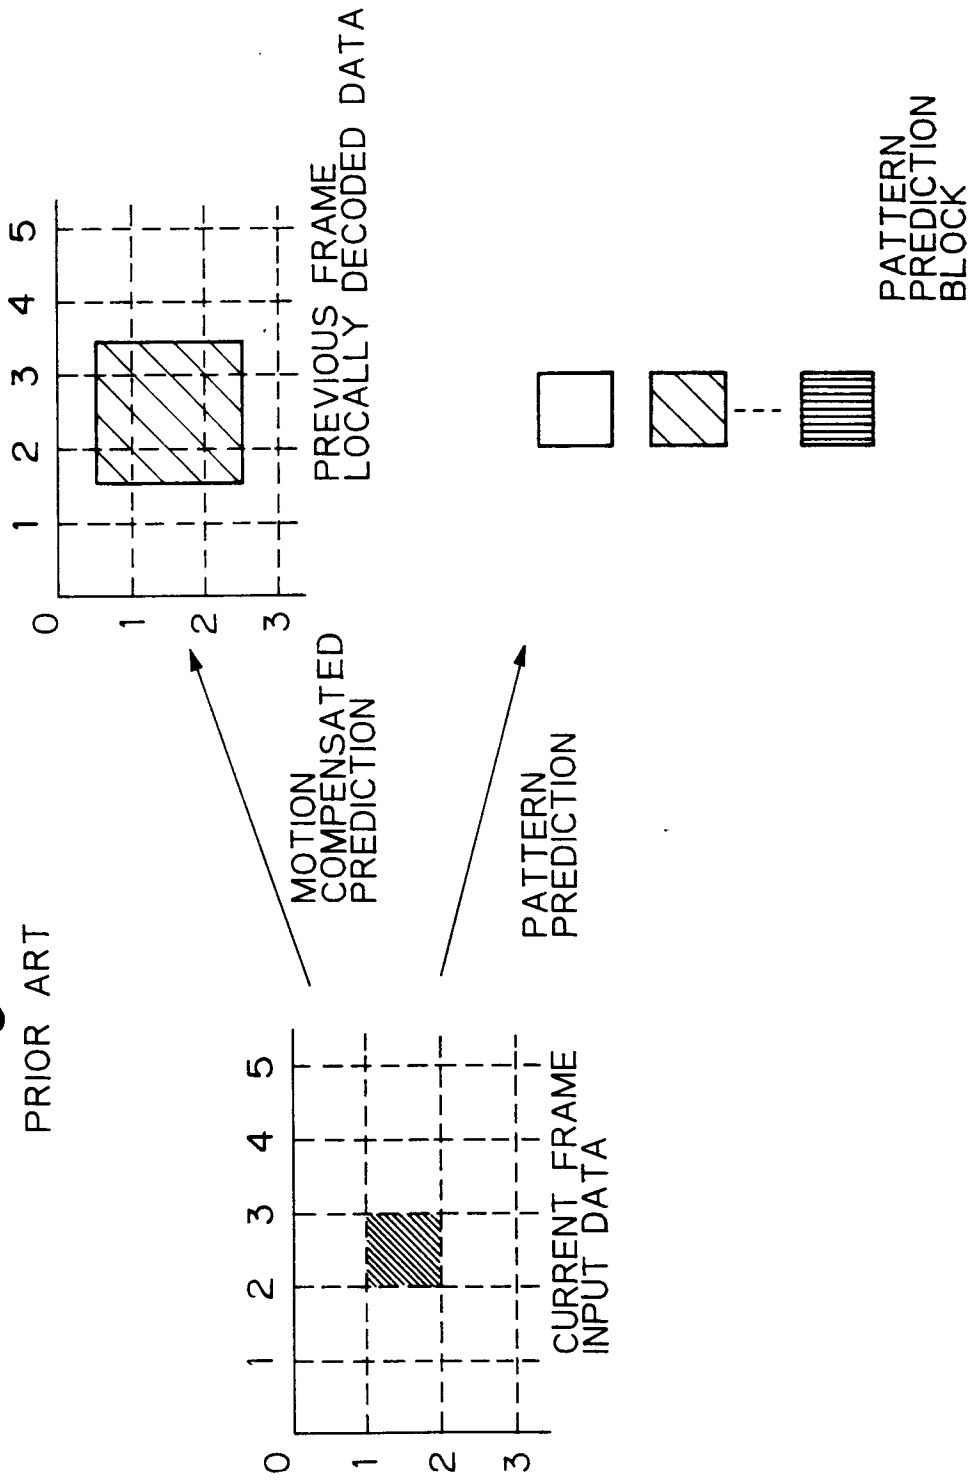 PRIOR ART
0 1 2 3 4 5
1
2
3
CURRENT FRAME
INPUT DATA
MOTION
COMPENSATED
PREDICTION
PATTERN
PREDICTION
0 1 2 3 4 5
1
2
3
PREVIOUS FRAME
LOCALLY DECODED DATA
PATTERN
PREDICTION
BLOCK